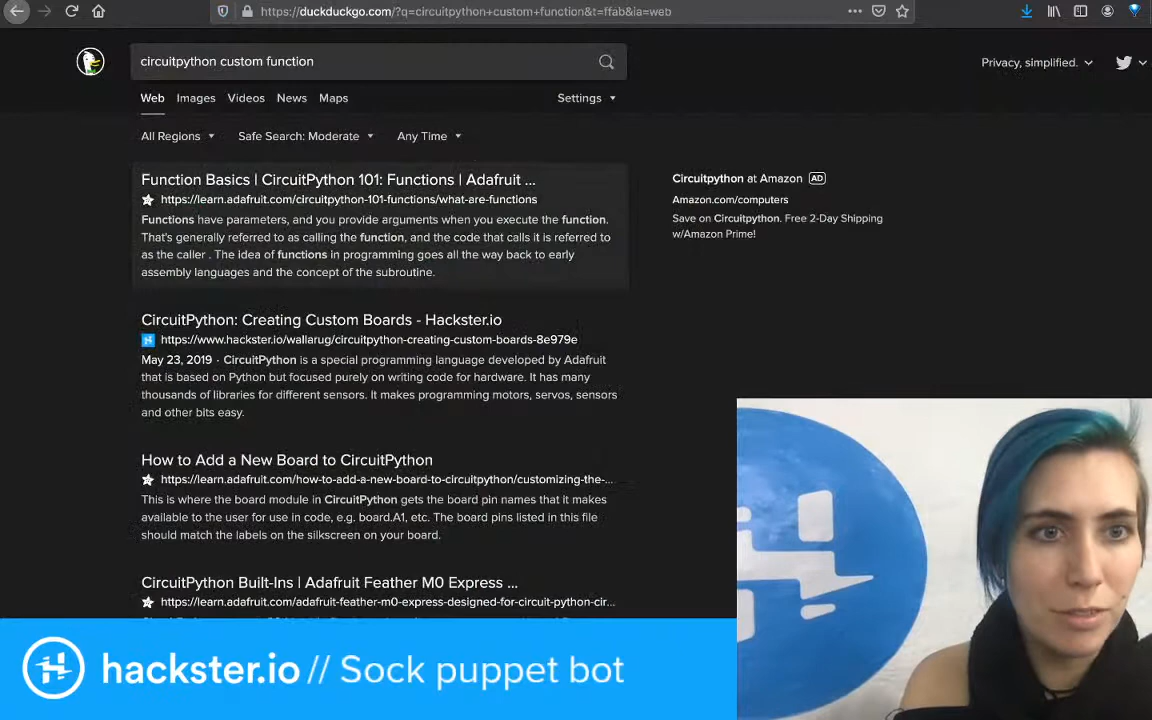 https://duckduckgo.com/?q=circuitpython+custom+function&t=ffab&ia=web
circuitpython custom function
Privacy, simplified.
Web Images Videos News Maps Settings
All Regions Safe Search: Moderate Any Time
Function Basics | CircuitPython 101: Functions | Adafruit ...
https://learn.adafruit.com/circuitpython-101-functions/what-are-functions
Functions have parameters, and you provide arguments when you execute the function.
That's generally referred to as calling the function, and the code that calls it is referred to
as the caller . The idea of functions in programming goes all the way back to early
assembly languages and the concept of the subroutine.
Circuitpython at Amazon AD
Amazon.com/computers
Save on Circuitpython. Free 2-Day Shipping
w/Amazon Prime!
CircuitPython: Creating Custom Boards - Hackster.io
https://www.hackster.io/wallarug/circuitpython-creating-custom-boards-8e979e
May 23, 2019 · CircuitPython is a special programming language developed by Adafruit
that is based on Python but focused purely on writing code for hardware. It has many
thousands of libraries for different sensors. It makes programming motors, servos, sensors
and other bits easy.
How to Add a New Board to CircuitPython
https://learn.adafruit.com/how-to-add-a-new-board-to-circuitpython/customizing-the-...
This is where the board module in CircuitPython gets the board pin names that it makes
available to the user for use in code, e.g. board.A1, etc. The board pins listed in this file
should match the labels on the silkscreen on your board.
CircuitPython Built-Ins | Adafruit Feather M0 Express ...
https://learn.adafruit.com/adafruit-feather-m0-express-designed-for-circuit-python-cir...
hackster.io // Sock puppet bot